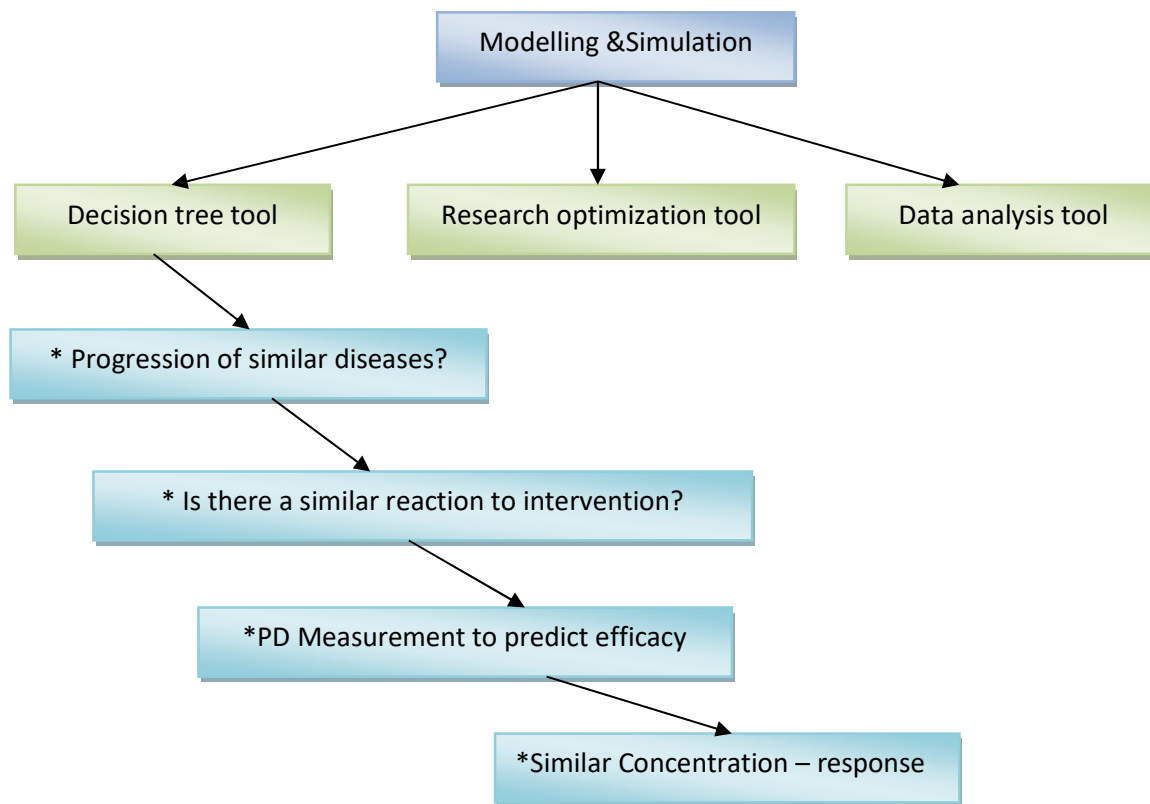 Modelling &Simulation
Decision tree tool
Research optimization tool
Data analysis tool
* Progression of similar diseases?
* Is there a similar reaction to intervention?
*PD Measurement to predict efficacy
*Similar Concentration – response